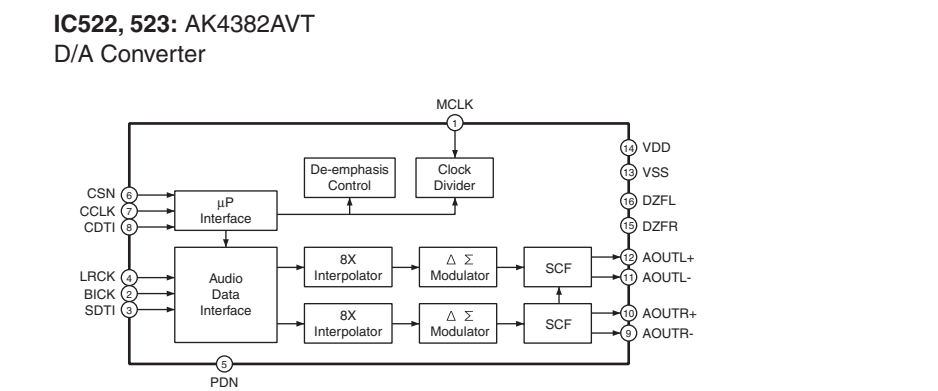 IC522, 523: AK4382AVT
D/A Converter
MCLK
1
14 VDD
De-emphasis
Control
Clock
Divider
13 VSS
CSN 6
μP
Interface
16 DZFL
CCLK 7
CDTI 8
15 DZFR
8X
Interpolator
Δ Σ
Modulator
SCF
12 AOUTL+
LRCK 4
Audio
Data
Interface
11 AOUTL-
BICK 2
SDTI 3
8X
Interpolator
Δ Σ
Modulator
SCF
10 AOUTR+
9 AOUTR-
5
PDN